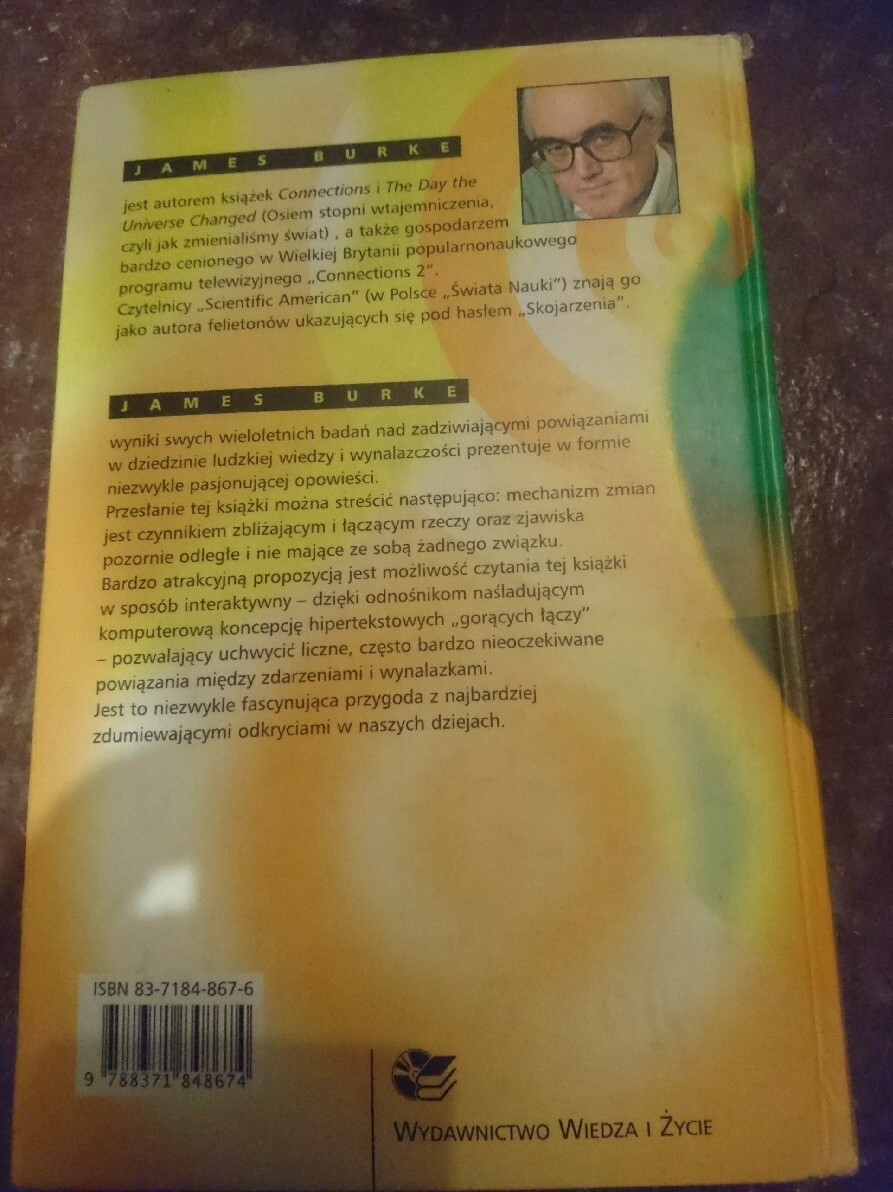 JAMES BURKE
jest autorem książek Connections i The Day the
Universe Changed (Osiem stopni wtajemniczenia,
czyli jak zmienialiśmy świat) , a także gospodarzem
bardzo cenionego w Wielkiej Brytanii popularnonaukowego
programu telewizyjnego „Connections 2”.
Czytelnicy „Scientific American” (w Polsce „Świata Nauki”) znają go
jako autora felietonów ukazujących się pod hasłem „Skojarzenia”.
JAMES BURKE
wyniki swych wieloletnich badań nad zadziwiającymi powiązaniami
w dziedzinie ludzkiej wiedzy i wynalazczości prezentuje w formie
niezwykle pasjonującej opowieści.
Przesłanie tej książki można streścić następująco: mechanizm zmian
jest czynnikiem zbliżającym i łączącym rzeczy oraz zjawiska
pozornie odległe i nie mające ze sobą żadnego związku.
Bardzo atrakcyjną propozycją jest możliwość czytania tej książki
w sposób interaktywny – dzięki odnośnikom naśladującym
komputerową koncepcję hipertekstowych „gorących łączy”
– pozwalający uchwycić liczne, często bardzo nieoczekiwane
powiązania między zdarzeniami i wynalazkami.
Jest to niezwykle fascynująca przygoda z najbardziej
zdumiewającymi odkryciami w naszych dziejach.
ISBN 83-7184-867-6
9 788371 848674
WYDAWNICTWO WIEDZA I ŻYCIE